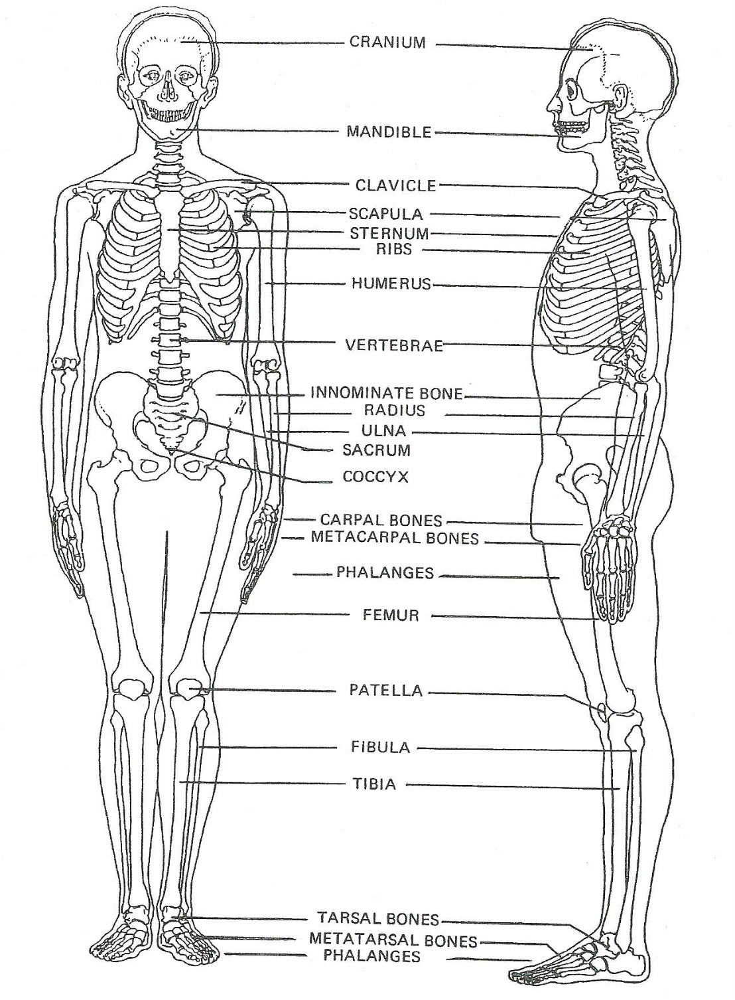 CRANIUM
MANDIBLE
CLAVICLE
SCAPULA
STERNUM
RIBS
HUMERUS
VERTEBRAE
INNOMINATE BONE
RADIUS
ULNA
SACRUM
COCCYX
CARPAL BONES
METACARPAL BONES
PHALANGES
FEMUR
PATELLA
FIBULA
TIBIA
TARSAL BONES
METATARSAL BONES
PHALANGES